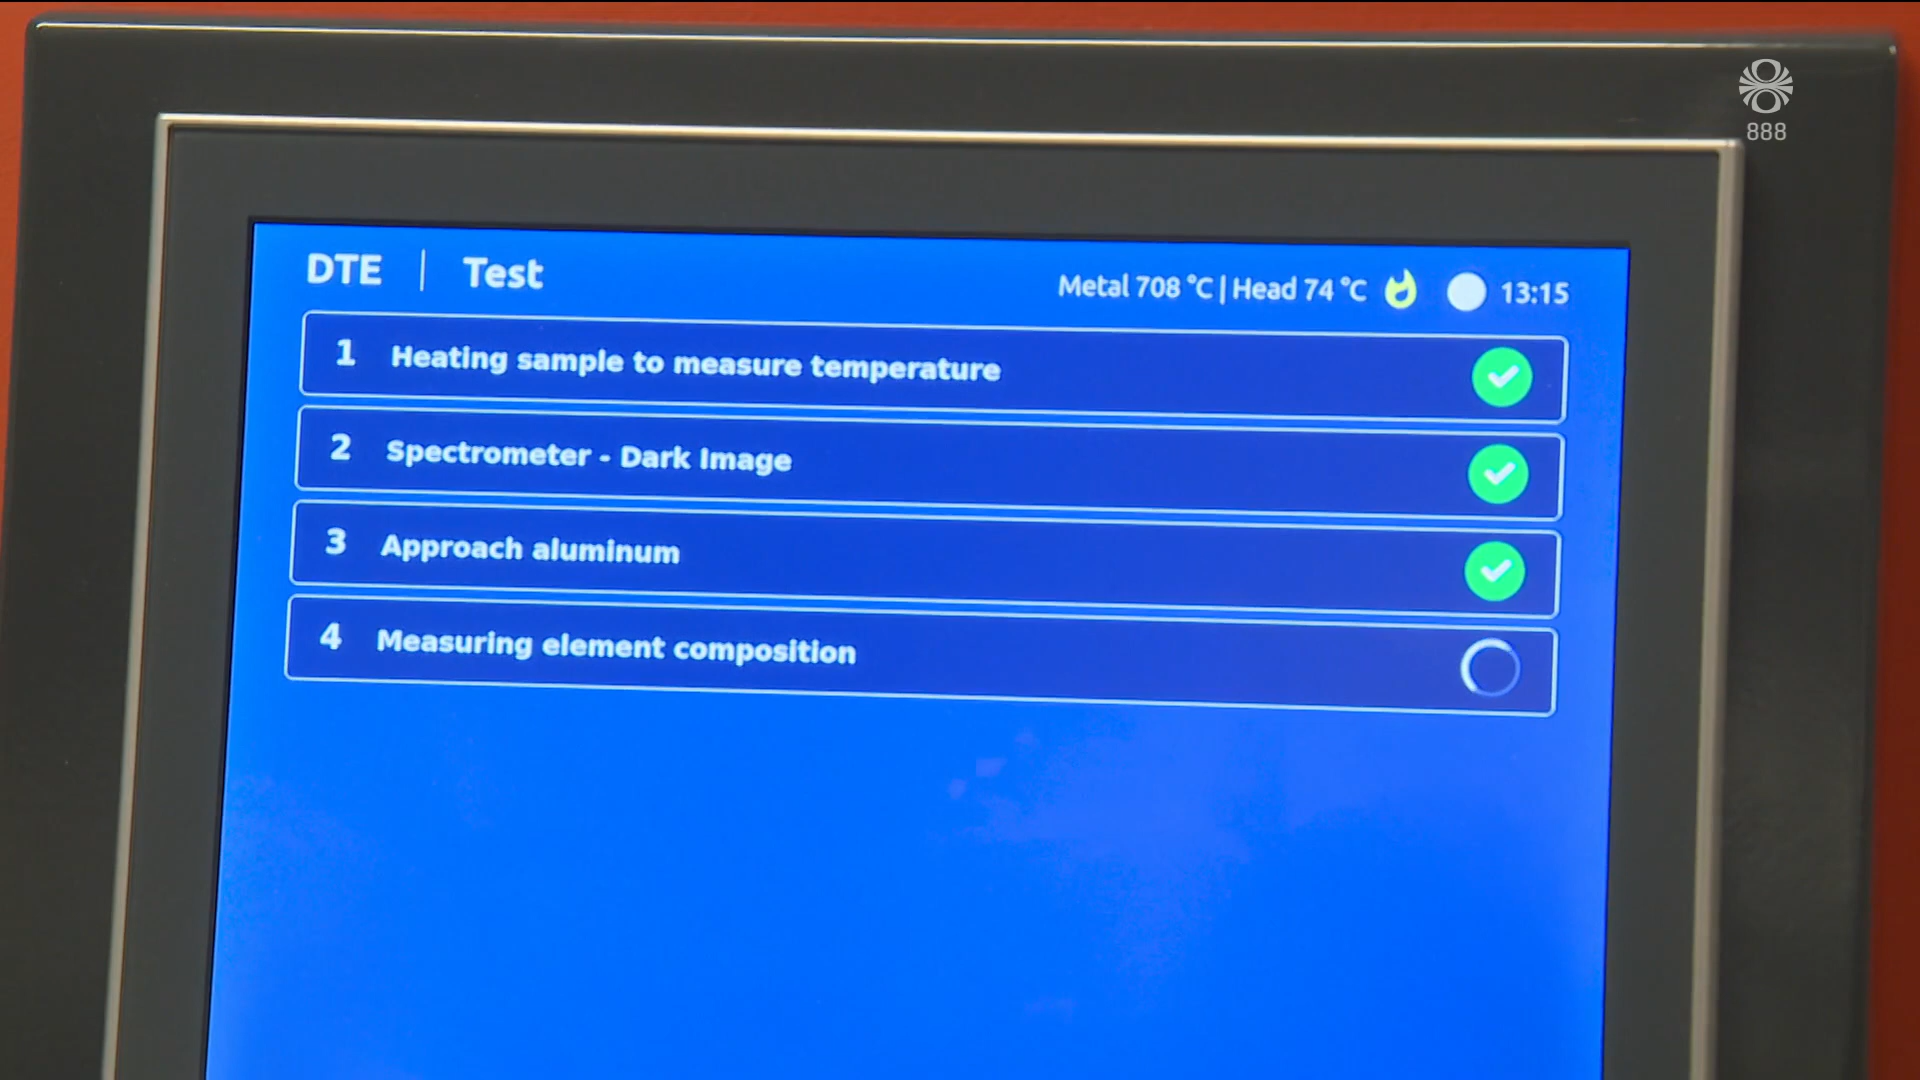 888
DTE | Test
Metal 708 °C | Head 74 °C 13:15
1 Heating sample to measure temperature
2 Spectrometer - Dark Image
3 Approach aluminum
4 Measuring element composition